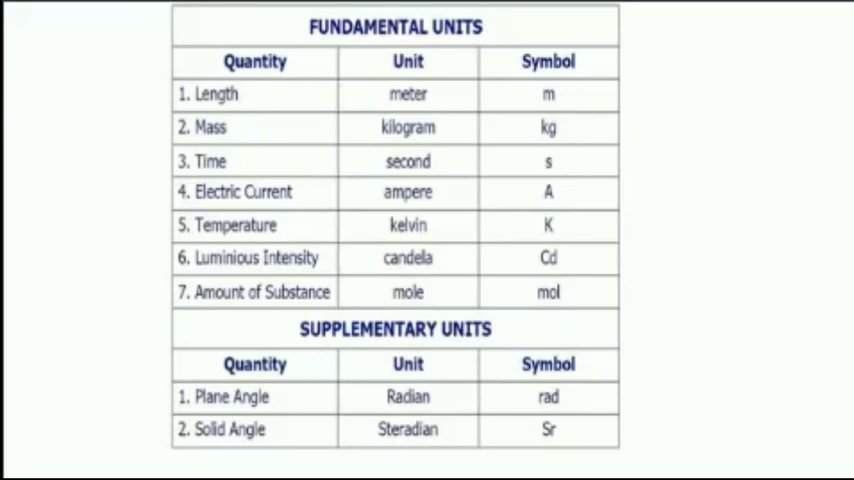 FUNDAMENTAL UNITS
Quantity Unit Symbol
1. Length meter m
2. Mass kilogram kg
3. Time second s
4. Electric Current ampere A
5. Temperature kelvin K
6. Luminious Intensity candela Cd
7. Amount of Substance mole mol
SUPPLEMENTARY UNITS
Quantity Unit Symbol
1. Plane Angle Radian rad
2. Solid Angle Steradian Sr